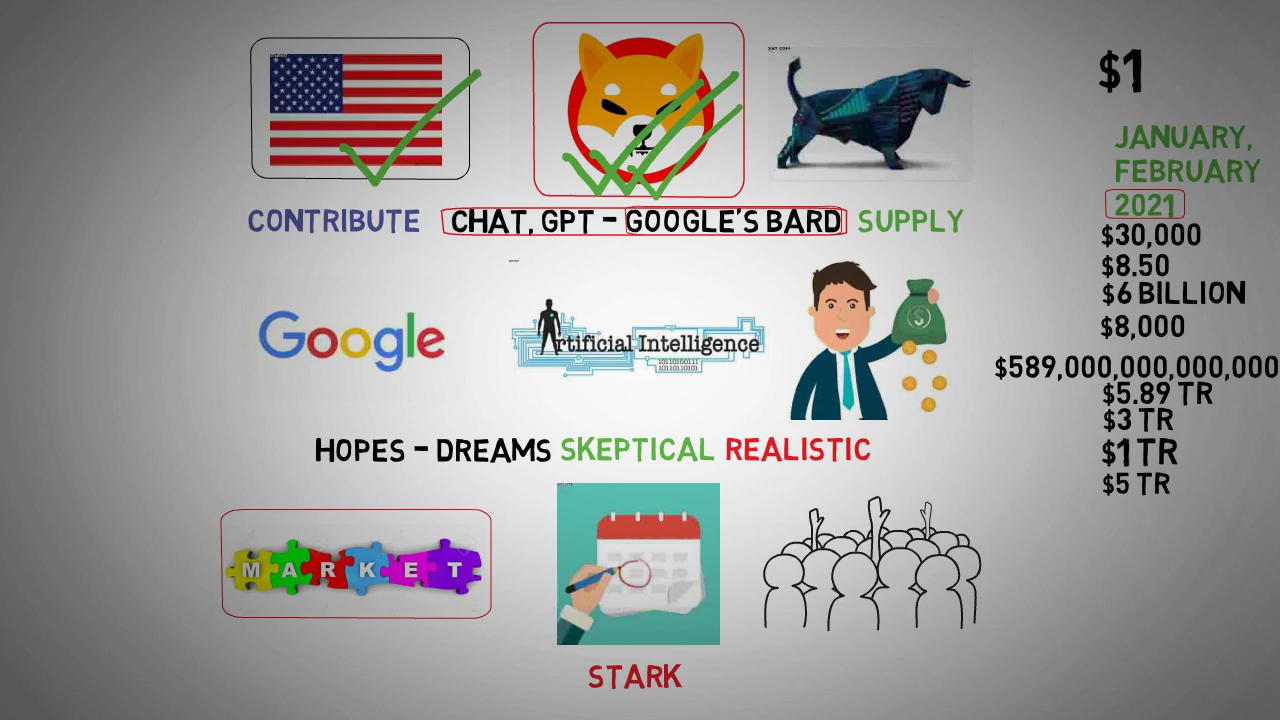 $1
JANUARY,
FEBRUARY
2021
CONTRIBUTE CHAT, GPT - GOOGLE'S BARD SUPPLY
$30,000
$8.50
$6 BILLION
$8,000
Google
Artificial Intelligence
10110100111
10110110101
$589,000,000,000,000
$5.89 TR
$3 TR
$1 TR
$5 TR
HOPES - DREAMS SKEPTICAL REALISTIC
MARKET
STARK